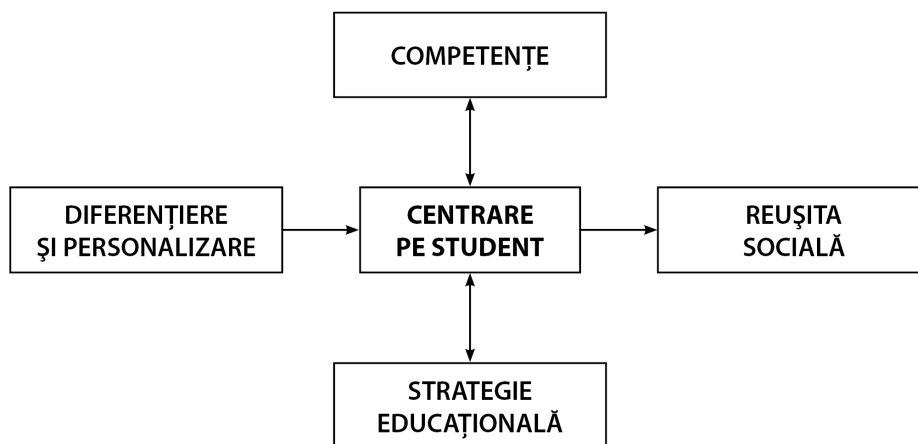 COMPETENȚE
DIFERENȚIERE
ŞI PERSONALIZARE
CENTRARE
PE STUDENT
REUŞITA
SOCIALĂ
STRATEGIE
EDUCAȚIONALĂ